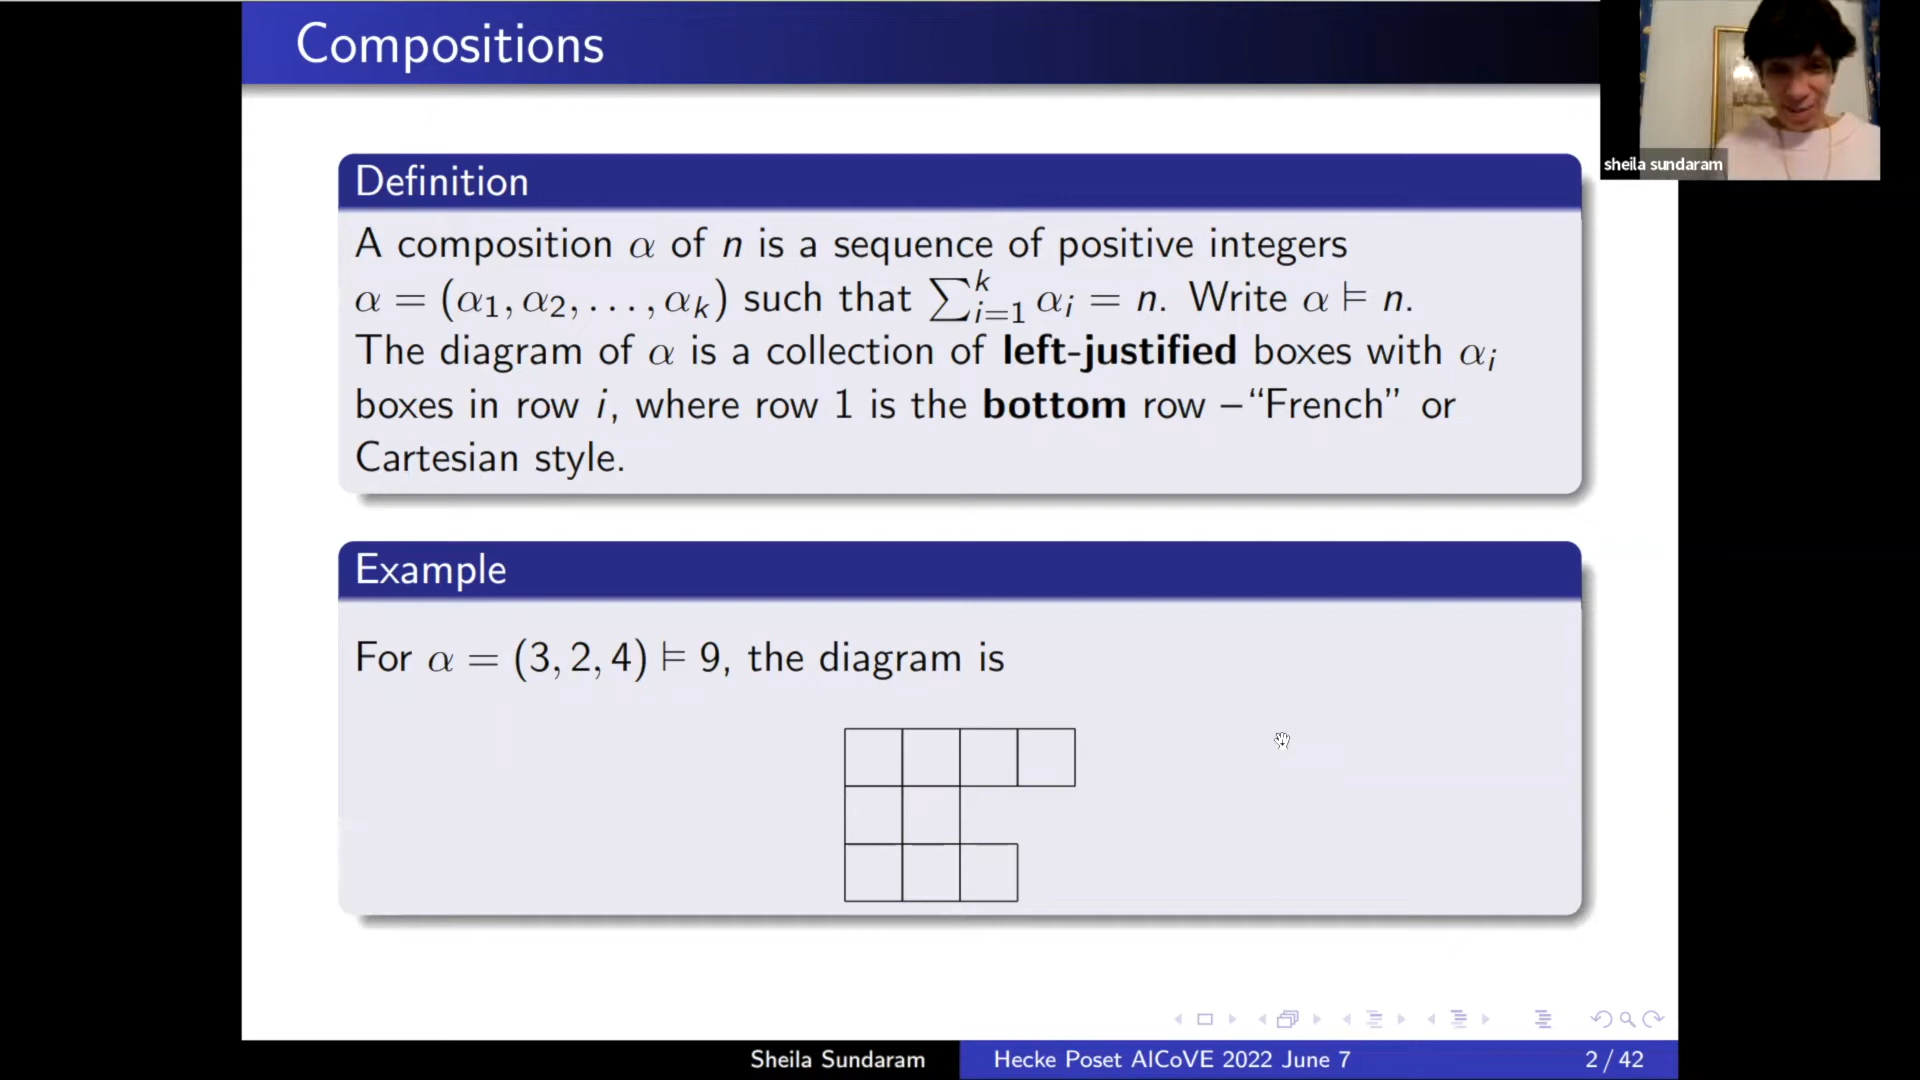 Compositions
sheila sundaram
Definition
A composition α of n is a sequence of positive integers
α = (α₁, α₂, . . . , αₖ) such that ∑ᵏᵢ₌₁ αᵢ = n. Write α ⊨ n.
The diagram of α is a collection of left-justified boxes with αᵢ
boxes in row i, where row 1 is the bottom row –“French” or
Cartesian style.
Example
For α = (3, 2, 4) ⊨ 9, the diagram is
Sheila Sundaram Hecke Poset AlCoVE 2022 June 7 2 / 42